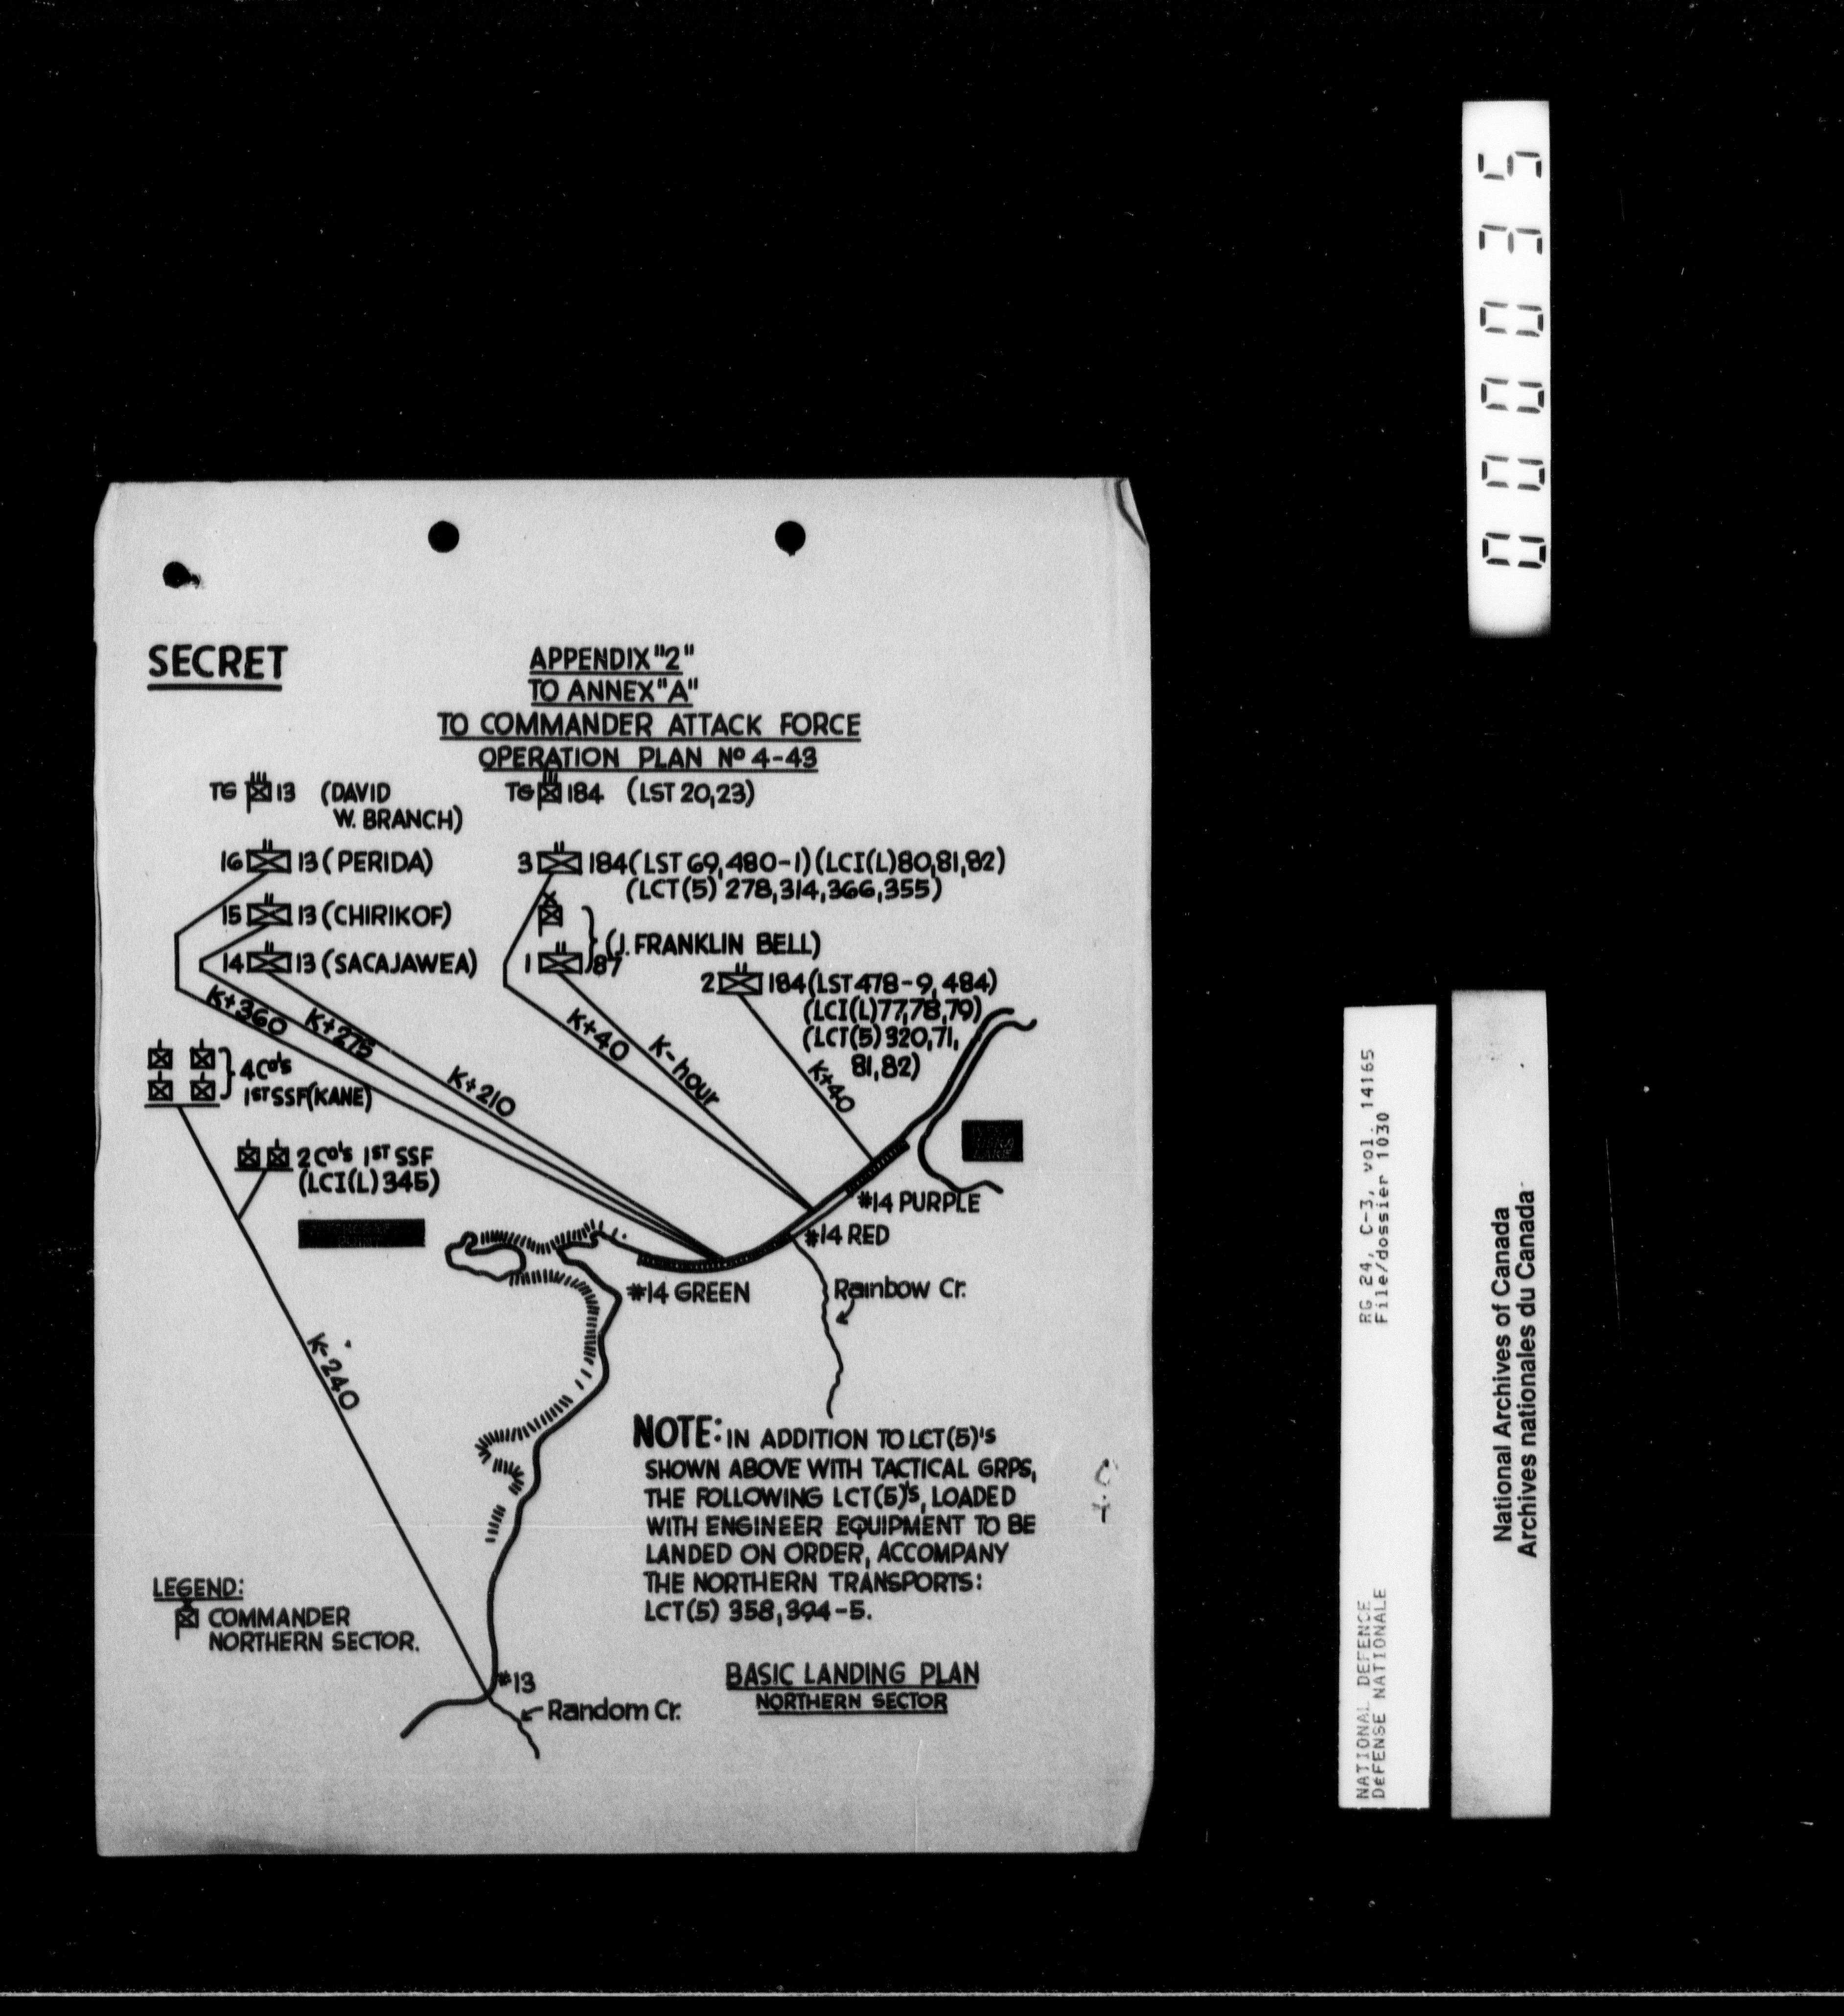 SECRET
APPENDIX "2"
TO ANNEX "A"
TO COMMANDER ATTACK FORCE
OPERATION PLAN Nº 4-43
TG 13 (DAVID
W. BRANCH)
TG 184 (LST 20,23)
16 13 (PERIDA)
3 184 (LST 69,480-1) (LCI(L) 80,81,82)
(LCT(5) 278,314,366,355)
15 13 (CHIRIKOF)
(J. FRANKLIN BELL)
14 13 (SACAJAWEA)
1 87
2 184 (LST 478-9, 484)
(LCI(L) 77,78,79)
(LCT(5) 320,71,
81,82)
K+360
K+275
K+210
K+40
K-hour
K+40
4 Co's
1ST SSF (KANE)
2 Co's 1ST SSF
(LCI(L) 345)
#14 PURPLE
#14 RED
#14 GREEN
Rainbow Cr.
K-240
NOTE: IN ADDITION TO LCT(5)'S
SHOWN ABOVE WITH TACTICAL GRPS,
THE FOLLOWING LCT(5)'S, LOADED
WITH ENGINEER EQUIPMENT TO BE
LANDED ON ORDER, ACCOMPANY
THE NORTHERN TRANSPORTS:
LCT(5) 358,394-5.
LEGEND:
COMMANDER
NORTHERN SECTOR.
#13
Random Cr.
BASIC LANDING PLAN
NORTHERN SECTOR
000035
RG 24, C-3, vol. 14165
File/dossier 1030
NATIONAL DEFENCE
DéFENSE NATIONALE
National Archives of Canada
Archives nationales du Canada